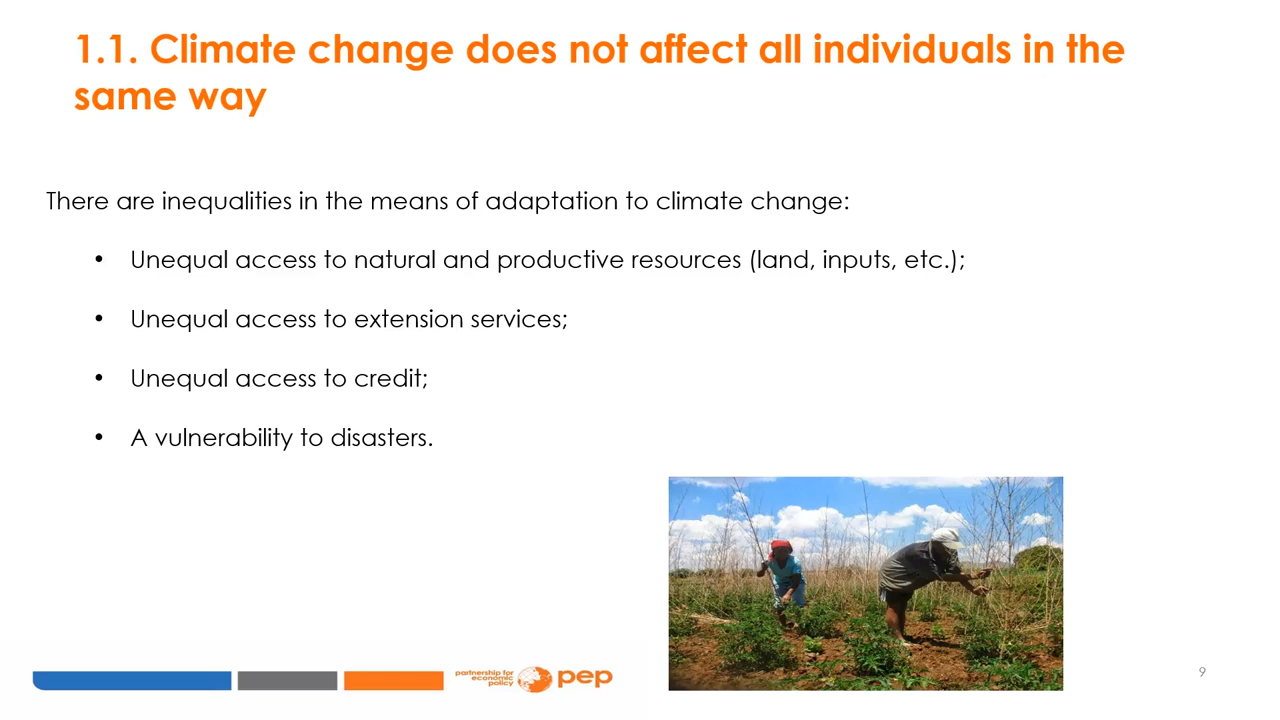 1.1. Climate change does not affect all individuals in the
same way
There are inequalities in the means of adaptation to climate change:
• Unequal access to natural and productive resources (land, inputs, etc.);
• Unequal access to extension services;
• Unequal access to credit;
• A vulnerability to disasters.
partnership for
economic
policy
pep
9